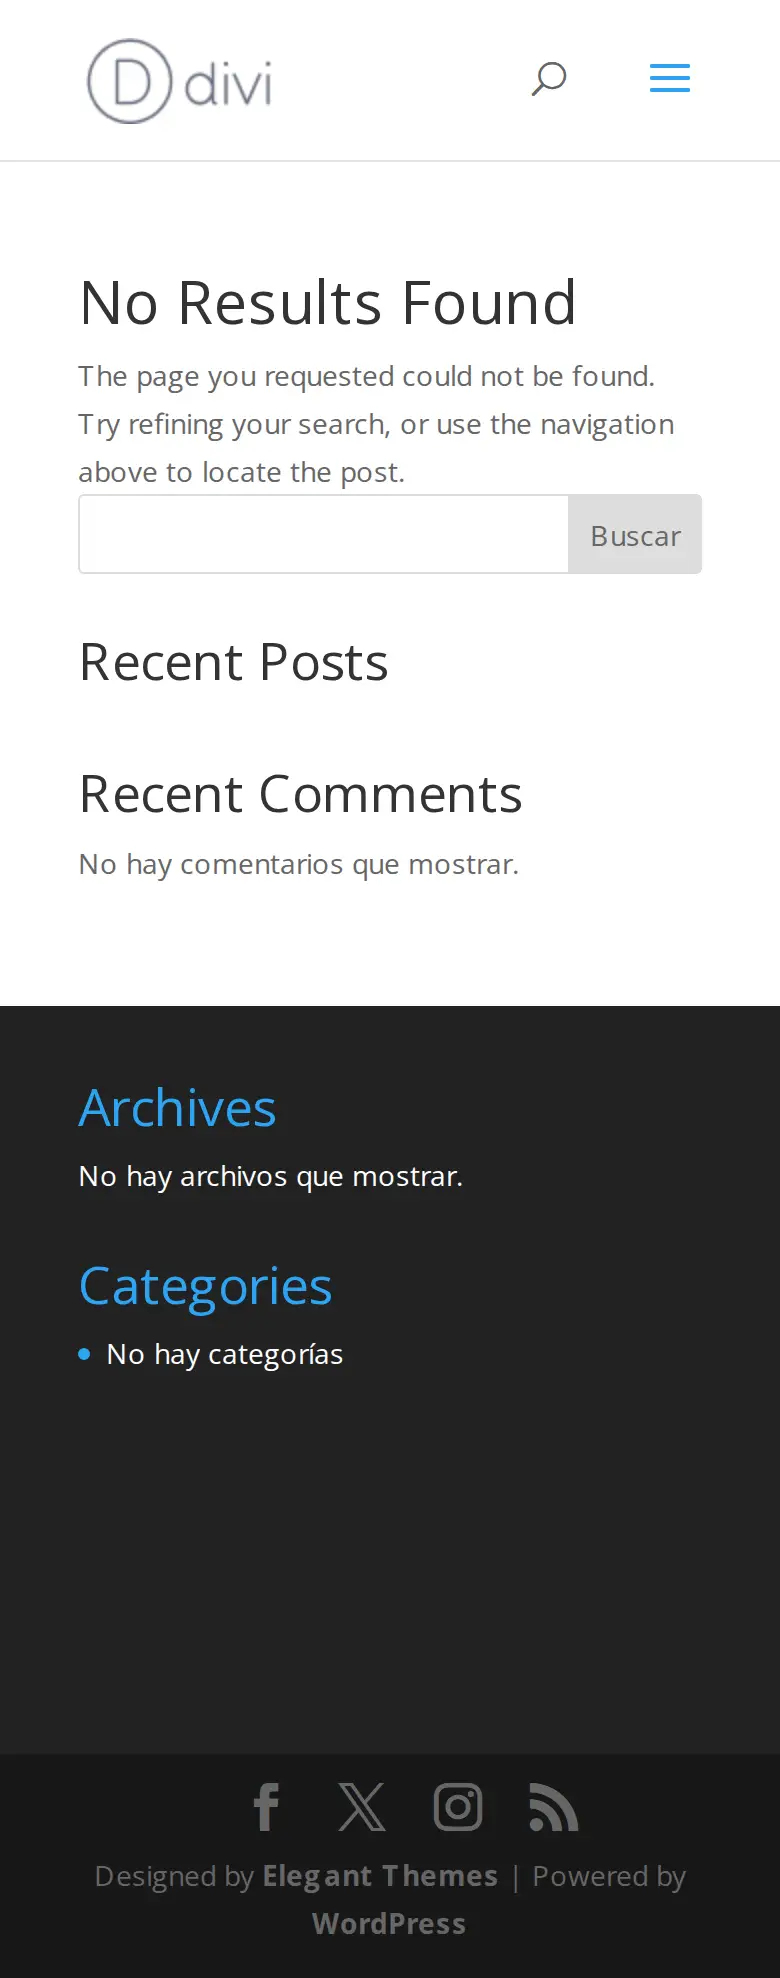 D divi
No Results Found
The page you requested could not be found.
Try refining your search, or use the navigation
above to locate the post.
Buscar
Recent Posts
Recent Comments
No hay comentarios que mostrar.
Archives
No hay archivos que mostrar.
Categories
No hay categorías
Designed by Elegant Themes | Powered by
WordPress